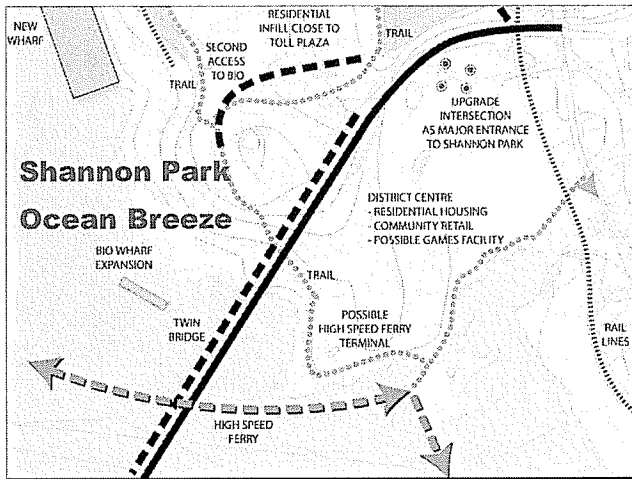 NEW
WHARF
RESIDENTIAL
INFILL CLOSE TO
TOLL PLAZA
SECOND
ACCESS
TO BIO
TRAIL
TRAIL
UPGRADE
INTERSECTION
AS MAJOR ENTRANCE
TO SHANNON PARK
Shannon Park
Ocean Breeze
DISTRICT CENTRE
- RESIDENTIAL HOUSING
- COMMUNITY RETAIL
- POSSIBLE GAMES FACILITY
BIO WHARF
EXPANSION
TRAIL
TWIN
BRIDGE
POSSIBLE
HIGH SPEED FERRY
TERMINAL
RAIL
LINES
HIGH SPEED
FERRY